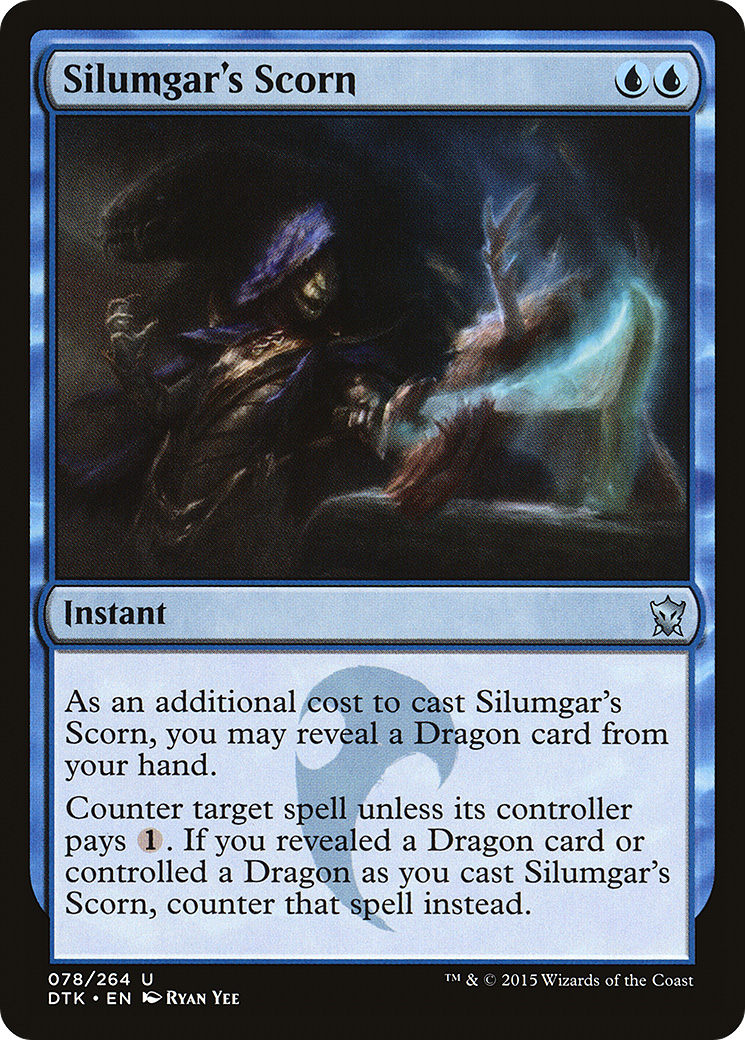 Silumgar's Scorn
Instant
As an additional cost to cast Silumgar's
Scorn, you may reveal a Dragon card from
your hand.
Counter target spell unless its controller
pays 1. If you revealed a Dragon card or
controlled a Dragon as you cast Silumgar's
Scorn, counter that spell instead.
078/264 U
DTK • EN Ryan Yee
™ & © 2015 Wizards of the Coast